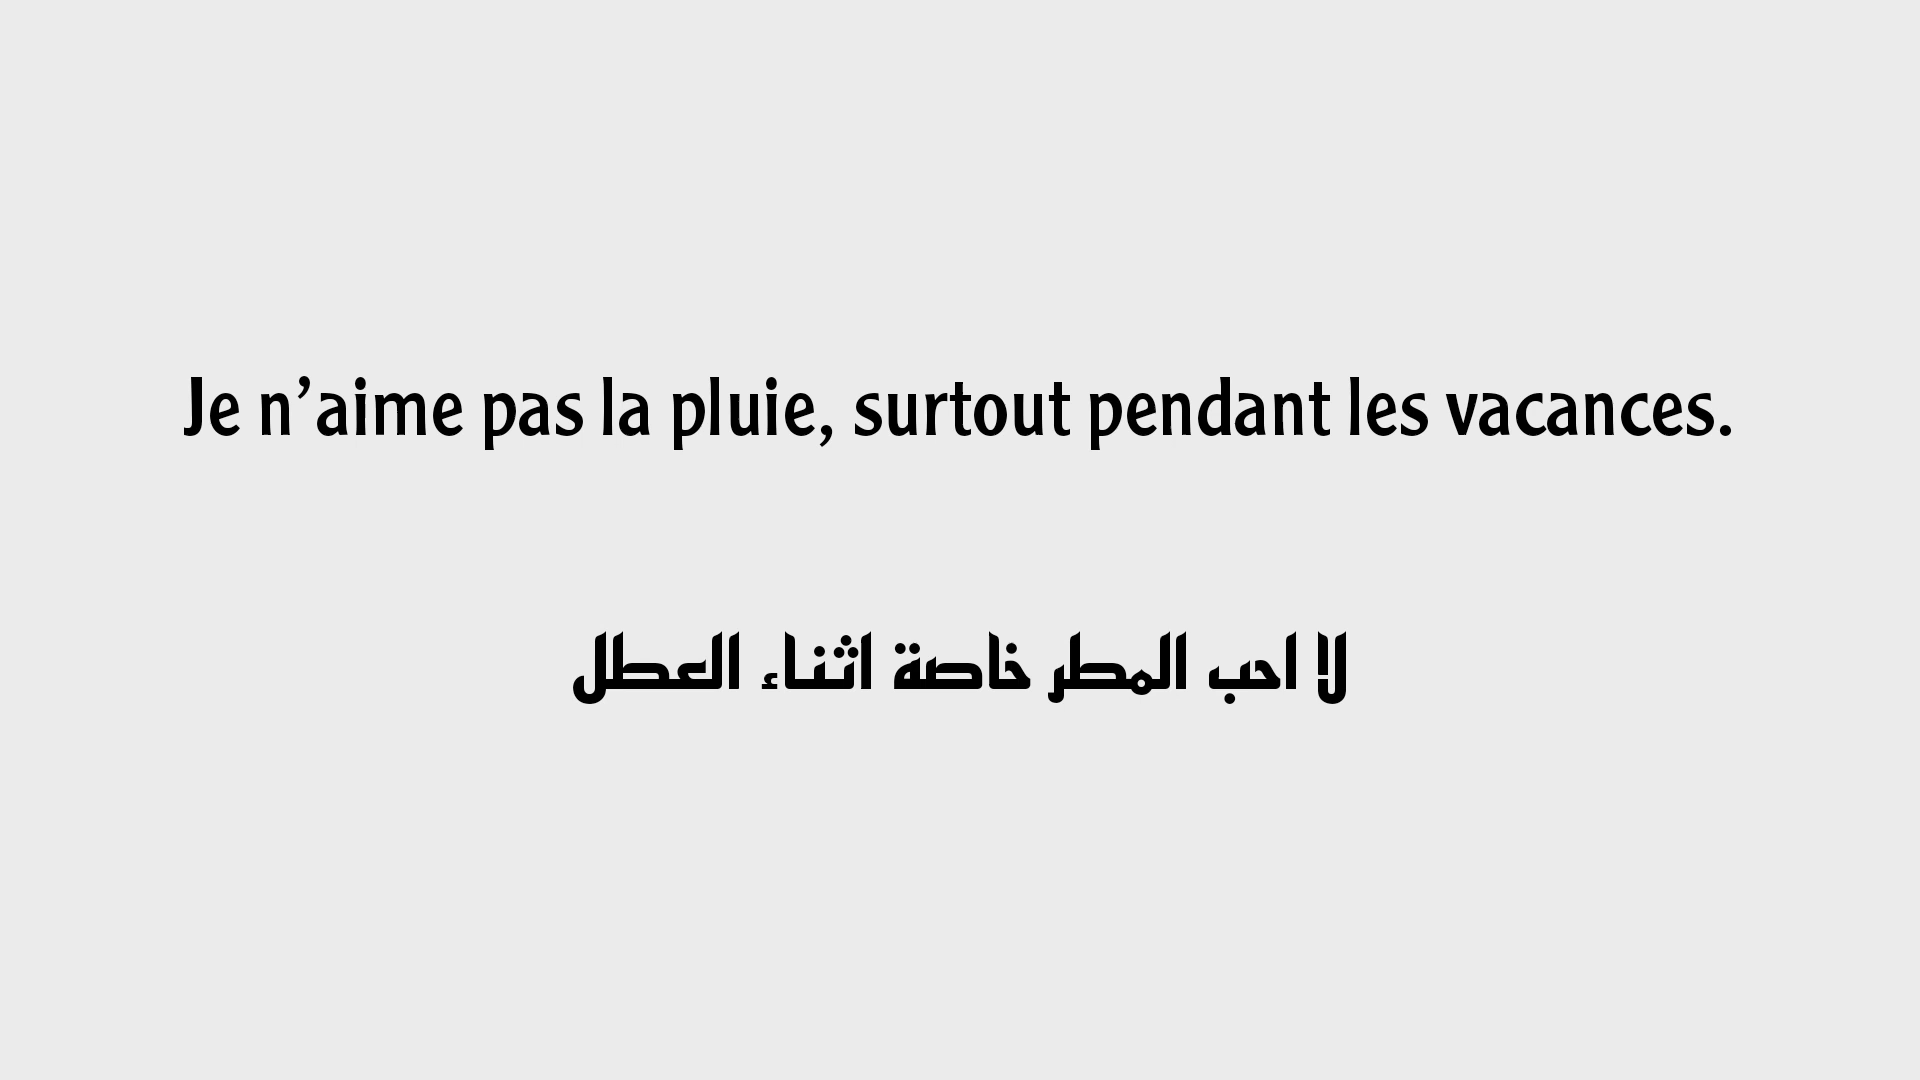 Je n’aime pas la pluie, surtout pendant les vacances.
لا احب المطر خاصة اثناء العطل